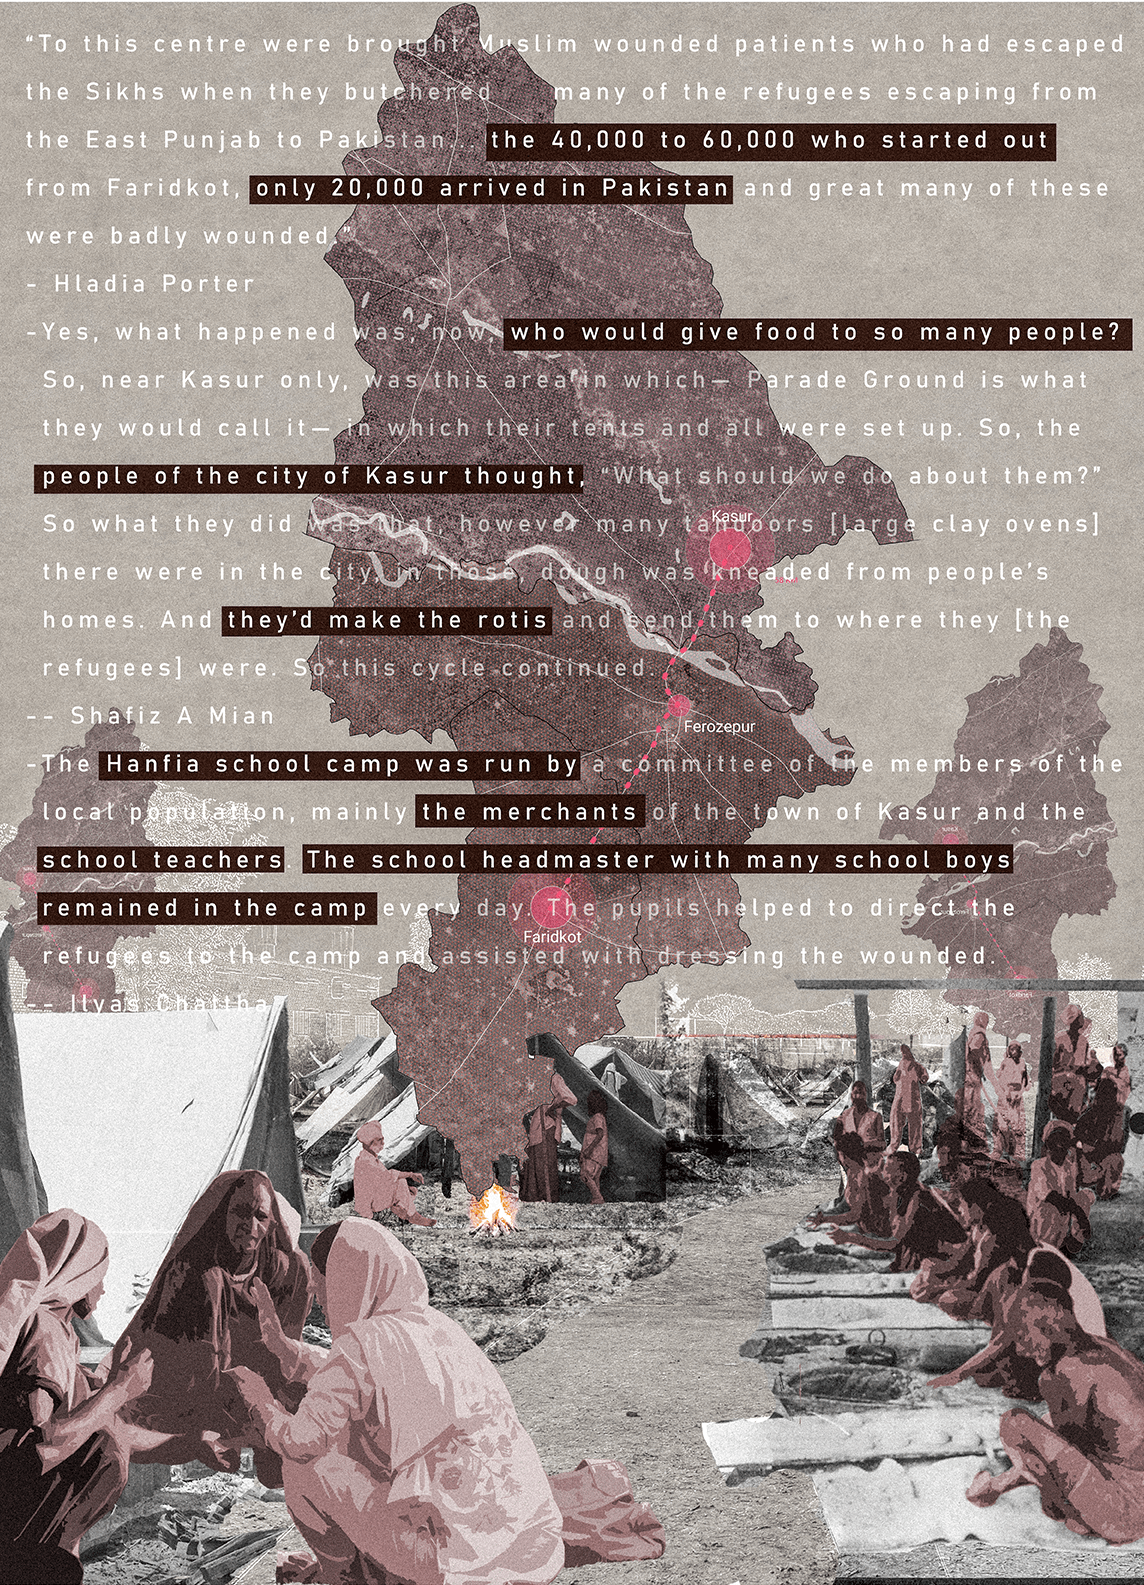 “To this centre were brought Muslim wounded patients who had escaped
the Sikhs when they butchered many of the refugees escaping from
the East Punjab to Pakistan... the 40,000 to 60,000 who started out
from Faridkot, only 20,000 arrived in Pakistan and great many of these
were badly wounded.”
- Hladia Porter
-Yes, what happened was, now, who would give food to so many people?
So, near Kasur only, was this area in which— Parade Ground is what
they would call it— in which their tents and all were set up. So, the
people of the city of Kasur thought, “What should we do about them?”
So what they did was that, however many tandoors [large clay ovens]
Kasur
there were in the city, in those, dough was kneaded from people’s
homes. And they’d make the rotis and send them to where they [the
refugees] were. So this cycle continued.
-- Shafiz A Mian
Ferozepur
-The Hanfia school camp was run by a committee of the members of the
local population, mainly the merchants of the town of Kasur and the
school teachers. The school headmaster with many school boys
remained in the camp every day. The pupils helped to direct the
Faridkot
refugees to the camp and assisted with dressing the wounded.
-- Ilyas Chattha